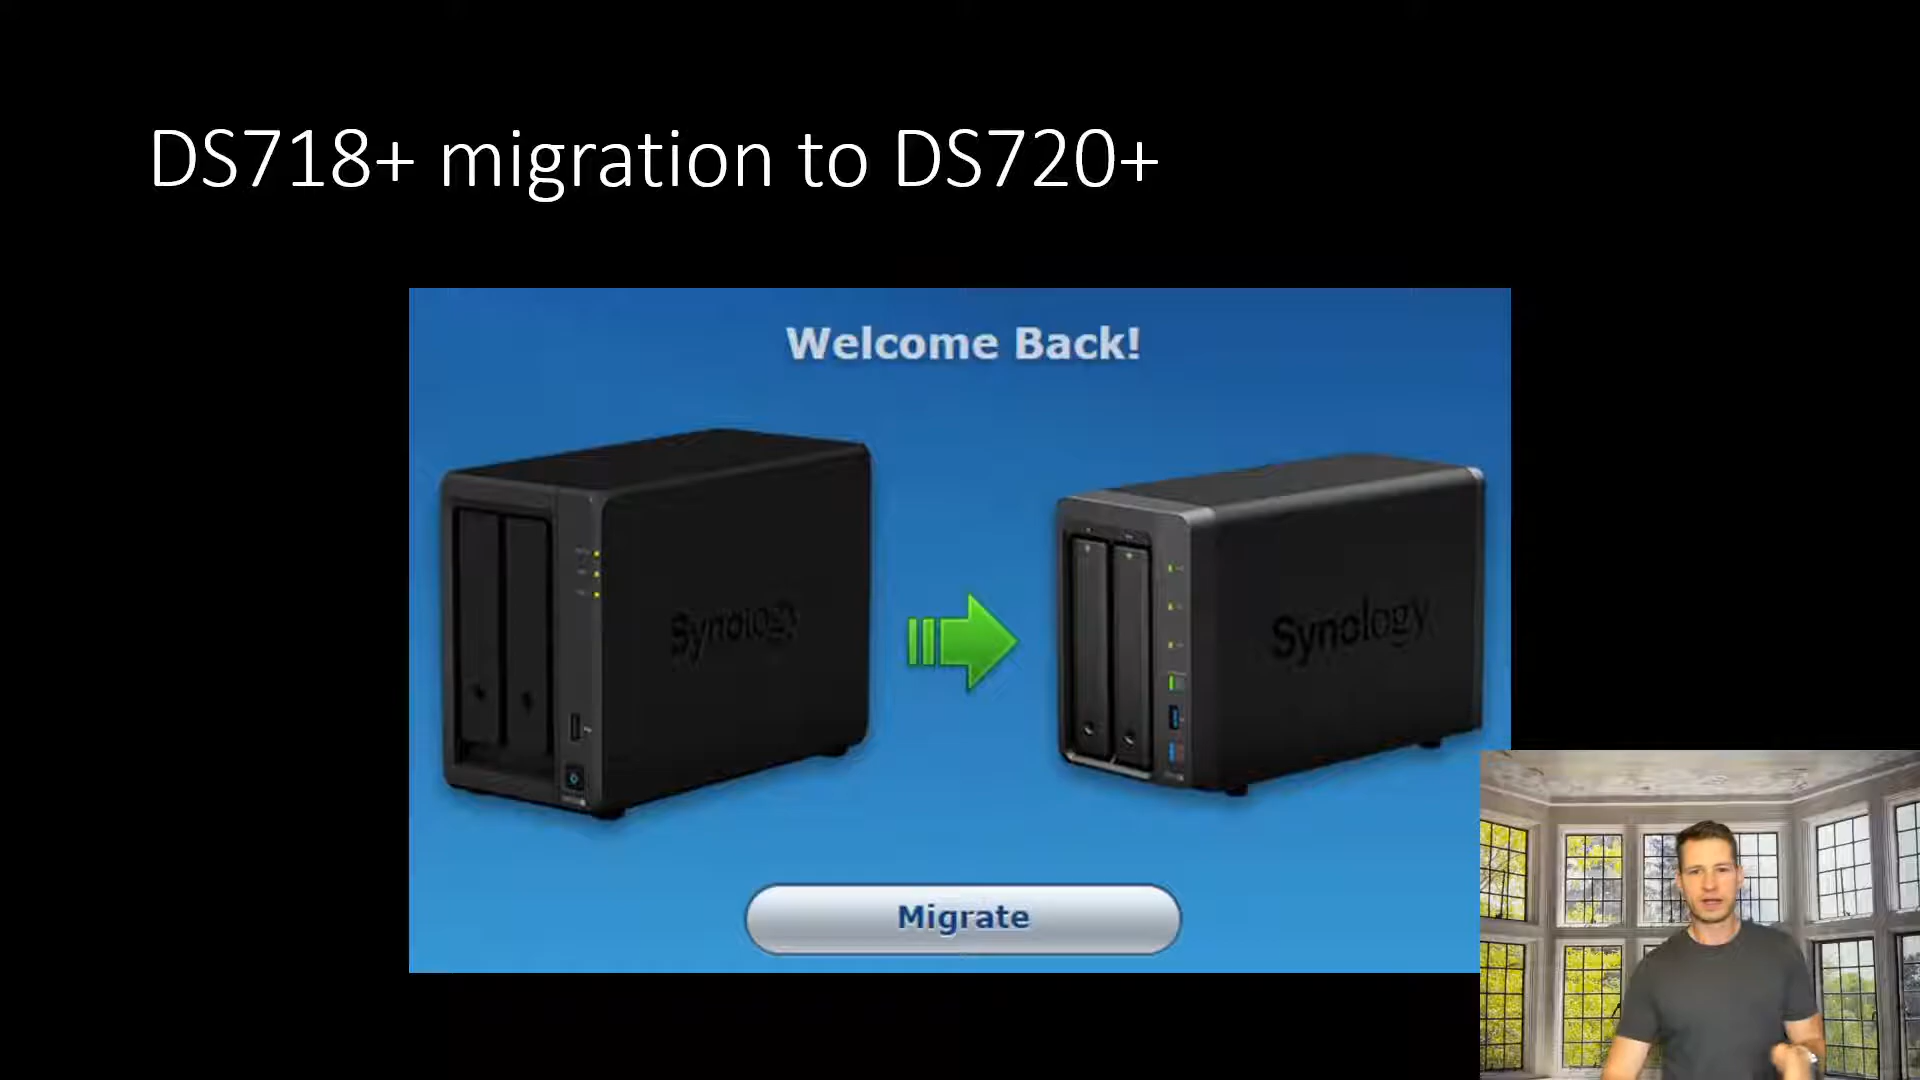 DS718+ migration to DS720+
Welcome Back!
Synology
Synology
Migrate